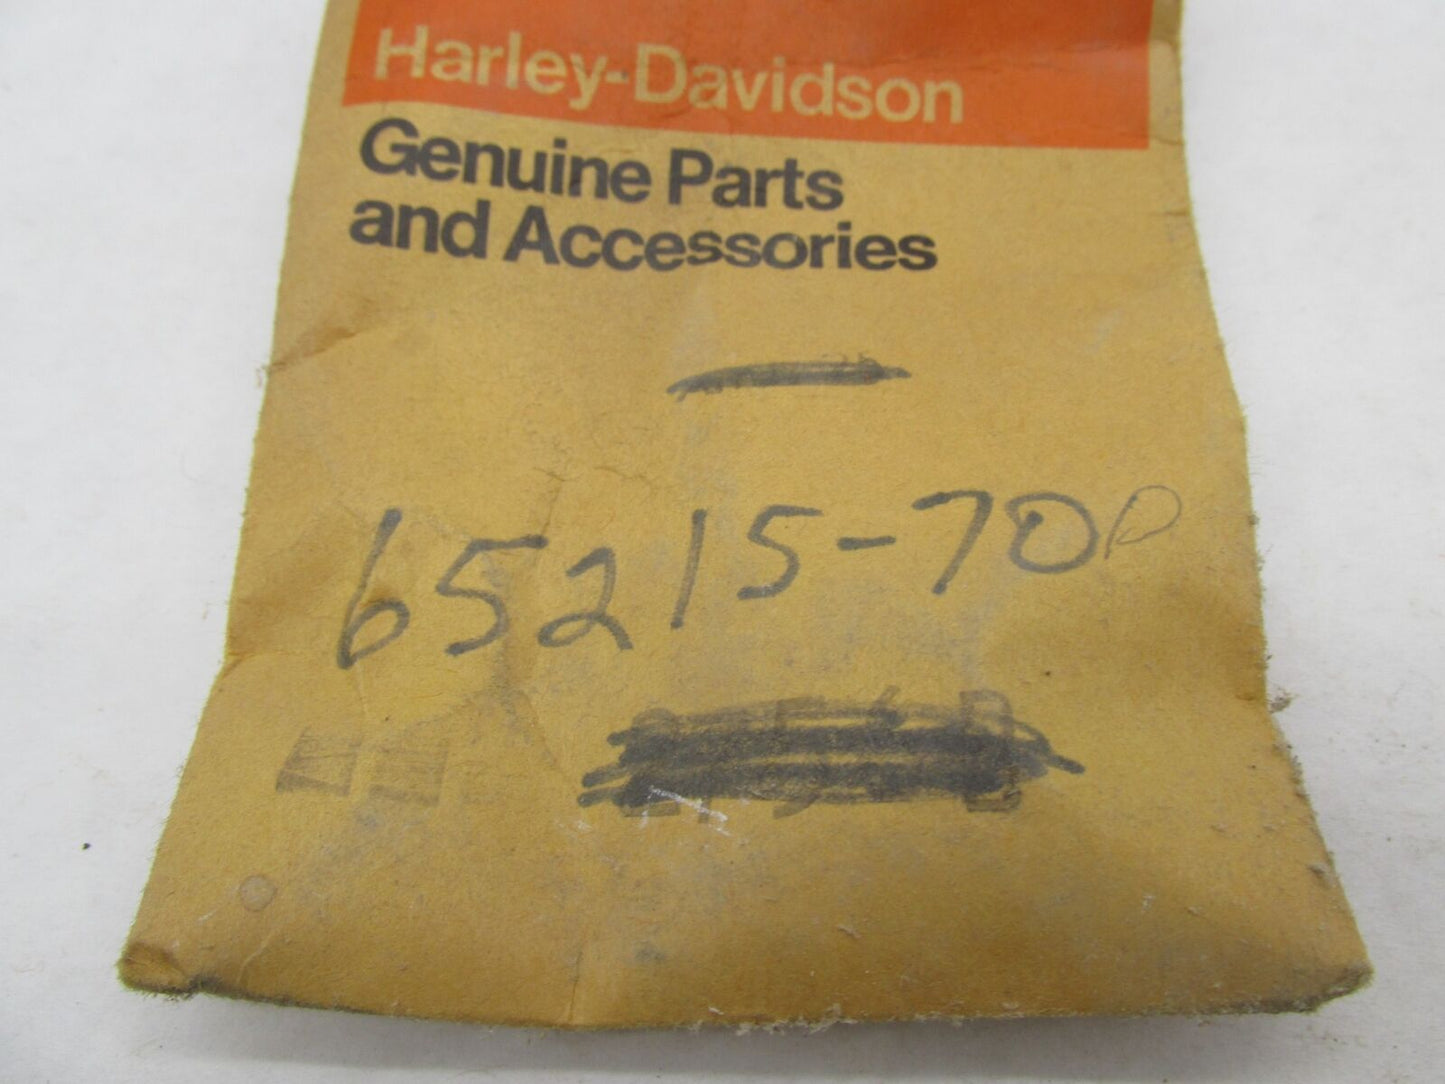 Harley-Davidson
Genuine Parts
and Accessories
65215-70P